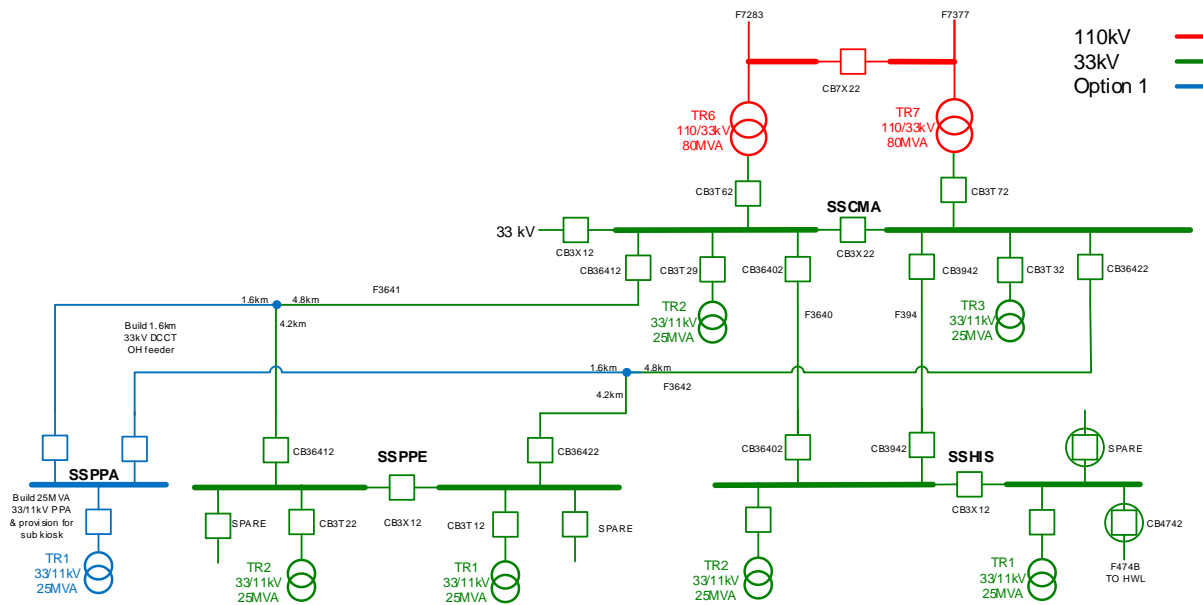 F7283
F7377
110kV
33kV
Option 1
CB7X22
TR6
110/33kV
80MVA
TR7
110/33kV
80MVA
CB3T62
CB3T72
SSCMA
33 kV
CB3X12
CB3X22
CB36412
CB3T29
CB36402
CB3942
CB3T32
CB36422
F3641
1.6km
4.8km
4.2km
TR2
33/11kV
25MVA
F3640
F394
TR3
33/11kV
25MVA
Build 1.6km
33kV DCCT
OH feeder
1.6km
4.8km
F3642
4.2km
CB36412
CB36422
CB36402
CB3942
SPARE
SSPPA
SSPPE
SSHIS
CB3X12
CB3X12
Build 25MVA
33/11kV PPA
& provision for
sub kiosk
SPARE
CB3T22
CB3T12
SPARE
CB4742
TR1
33/11kV
25MVA
TR2
33/11kV
25MVA
TR1
33/11kV
25MVA
TR2
33/11kV
25MVA
TR1
33/11kV
25MVA
F474B
TO HWL